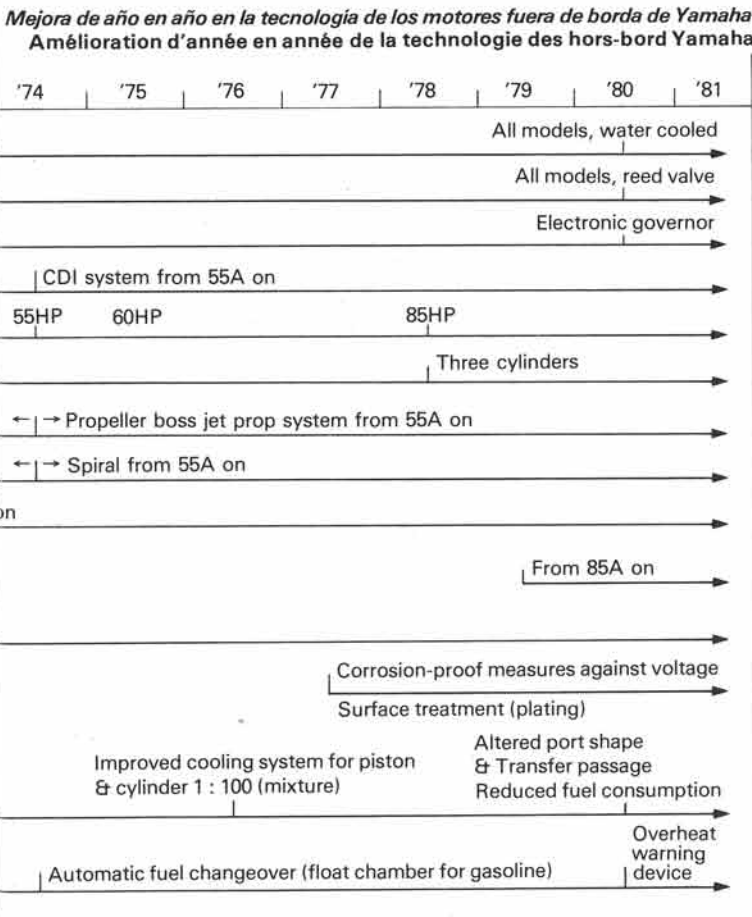 Mejora de año en año en la tecnología de los motores fuera de borda de Yamaha
Amélioration d'année en année de la technologie des hors-bord Yamaha
'74 '75 '76 '77 '78 '79 '80 '81
All models, water cooled
All models, reed valve
Electronic governor
CDI system from 55A on
55HP 60HP 85HP
Three cylinders
←|→ Propeller boss jet prop system from 55A on
←|→ Spiral from 55A on
on
From 85A on
Corrosion-proof measures against voltage
Surface treatment (plating)
Improved cooling system for piston
& cylinder 1 : 100 (mixture)
Altered port shape
& Transfer passage
Reduced fuel consumption
Automatic fuel changeover (float chamber for gasoline)
Overheat
warning
device